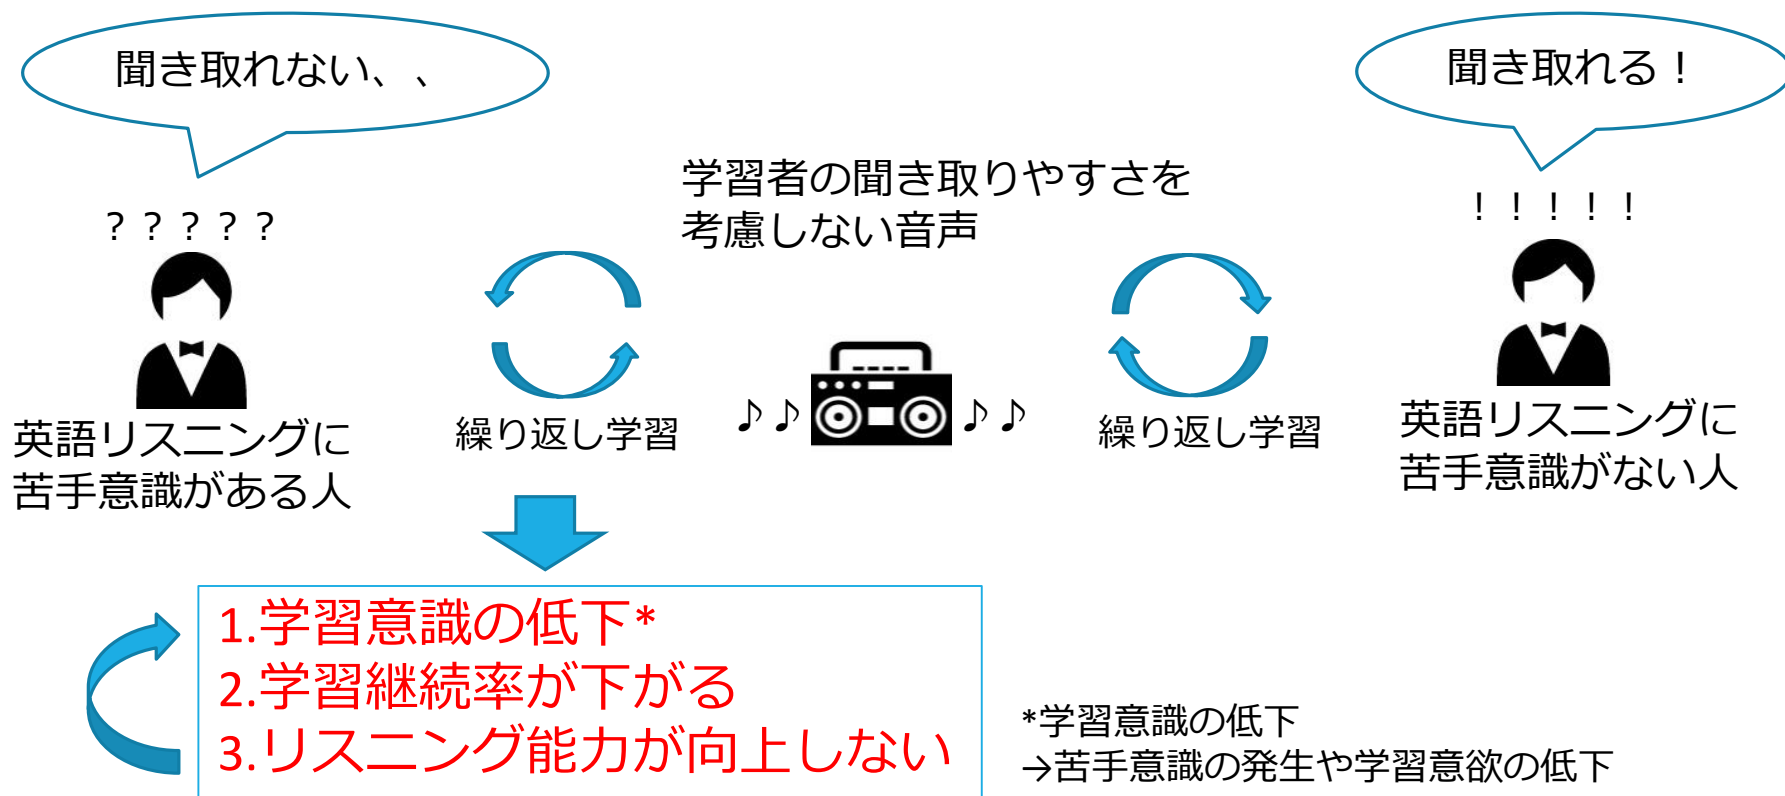 聞き取れない、、
聞き取れる！
学習者の聞き取りやすさを
考慮しない音声
？？？？？
！！！！！
♪♪
♪♪
繰り返し学習
繰り返し学習
英語リスニングに
苦手意識がある人
英語リスニングに
苦手意識がない人
1.学習意識の低下*
2.学習継続率が下がる
3.リスニング能力が向上しない
*学習意識の低下
→苦手意識の発生や学習意欲の低下